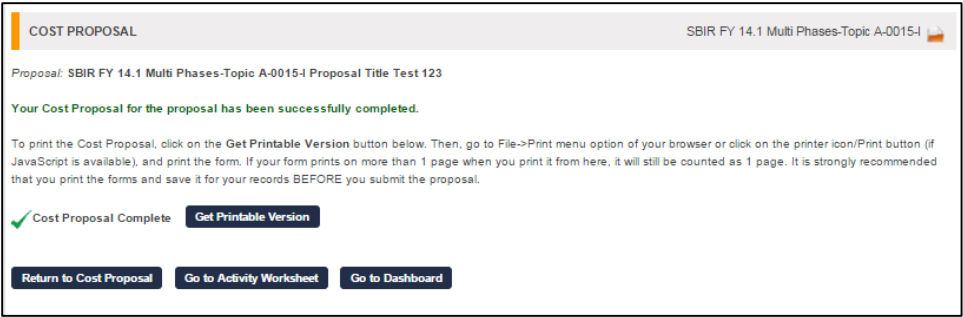 COST PROPOSAL
SBIR FY 14.1 Multi Phases-Topic A-0015-I
Proposal: SBIR FY 14.1 Multi Phases-Topic A-0015-I Proposal Title Test 123
Your Cost Proposal for the proposal has been successfully completed.
To print the Cost Proposal, click on the Get Printable Version button below. Then, go to File->Print menu option of your browser or click on the printer icon/Print button (if
JavaScript is available), and print the form. If your form prints on more than 1 page when you print it from here, it will still be counted as 1 page. It is strongly recommended
that you print the forms and save it for your records BEFORE you submit the proposal.
Cost Proposal Complete Get Printable Version
Return to Cost Proposal Go to Activity Worksheet Go to Dashboard